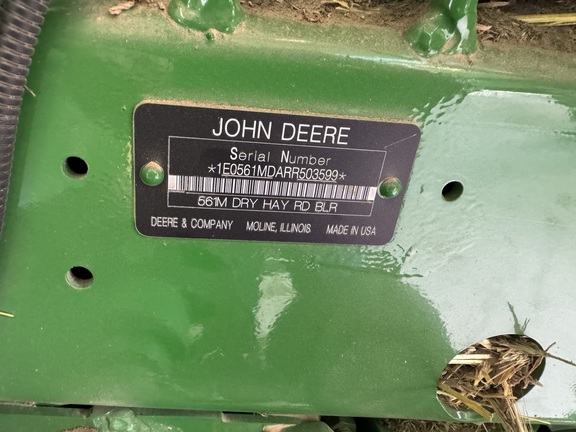 JOHN DEERE
Serial Number
*1E0561MDARR503599*
561M DRY HAY RD BLR
DEERE & COMPANY MOLINE, ILLINOIS MADE IN USA